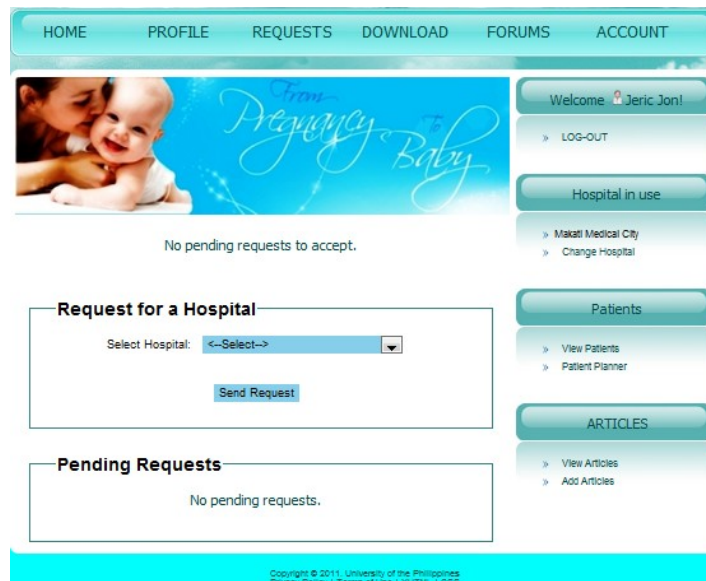 HOME PROFILE REQUESTS DOWNLOAD FORUMS ACCOUNT
From
Pregnancy
To
Baby
No pending requests to accept.
Request for a Hospital
Select Hospital: <--Select-->
Send Request
Pending Requests
No pending requests.
Welcome Jeric Jon!
» LOG-OUT
Hospital in use
» Makati Medical City
» Change Hospital
Patients
» View Patients
» Patient Planner
ARTICLES
» View Articles
» Add Articles
Copyright © 2011. University of the Philippines